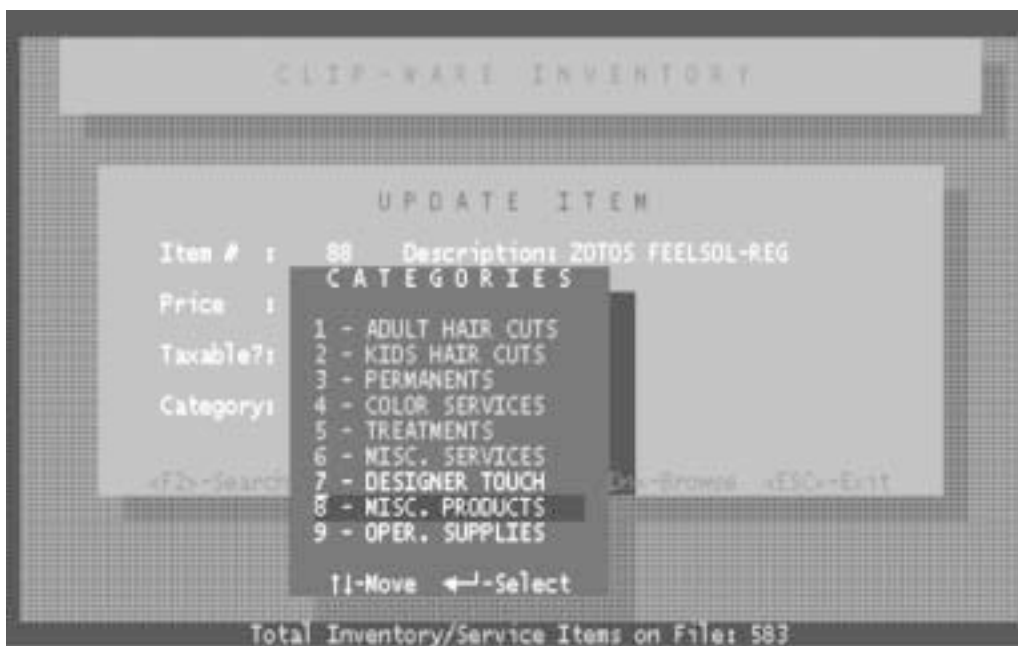 CLIP-WARE INVENTORY
UPDATE ITEM
Item # : 88 Description: ZOTOS FEELSOL-REG
CATEGORIES
Price :
1 - ADULT HAIR CUTS
Taxable?:
2 - KIDS HAIR CUTS
3 - PERMANENTS
Category:
4 - COLOR SERVICES
5 - TREATMENTS
6 - MISC. SERVICES
<F2>-Search -Browse <ESC>-Exit
7 - DESIGNER TOUCH
8 - MISC. PRODUCTS
9 - OPER. SUPPLIES
↑↓-Move ←┘-Select
Total Inventory/Service Items on File: 583